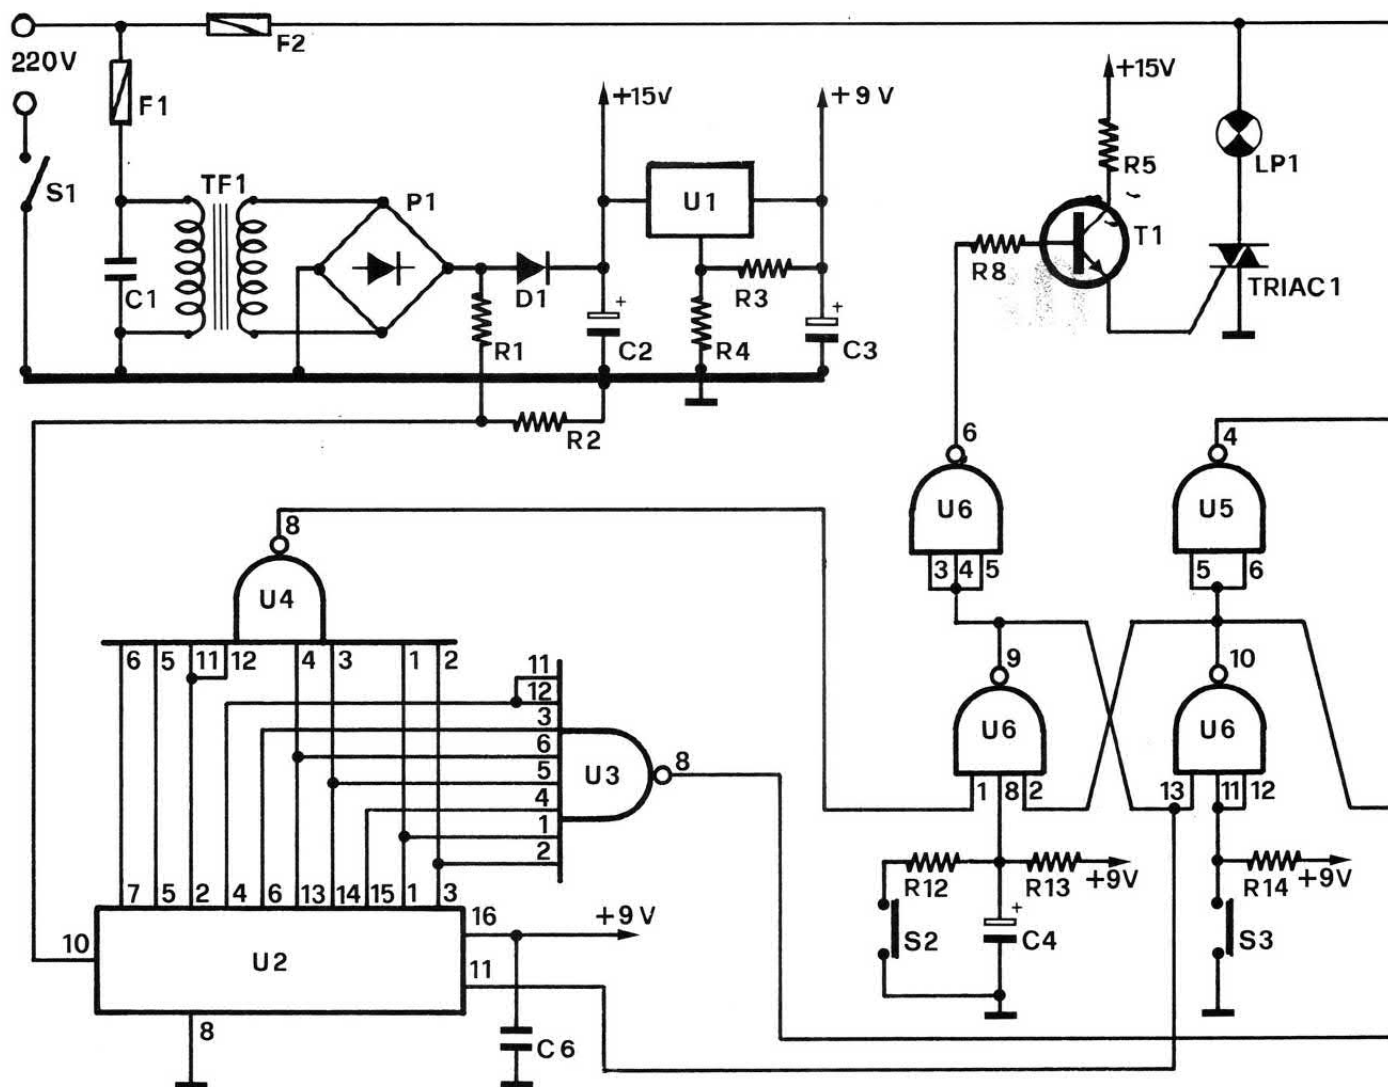 F2
220V
F1
+15V
+9V
+15V
R5
LP1
S1
TF1
P1
U1
T1
R8
C1
D1
R3
TRIAC1
+
+
R1
C2
R4
C3
R2
6
4
8
U6
U5
3 4 5
5 6
U4
6 5 11 12 4 3 1 2
9
10
11
12
3
6
5
4
1
2
U3
8
U6
U6
1 8 2
13 11 12
R12
R13
+9V
R14
+9V
7 5 2 4 6 13 14 15 1 3
16
+9V
+
S2
C4
S3
10
U2
11
8
C6